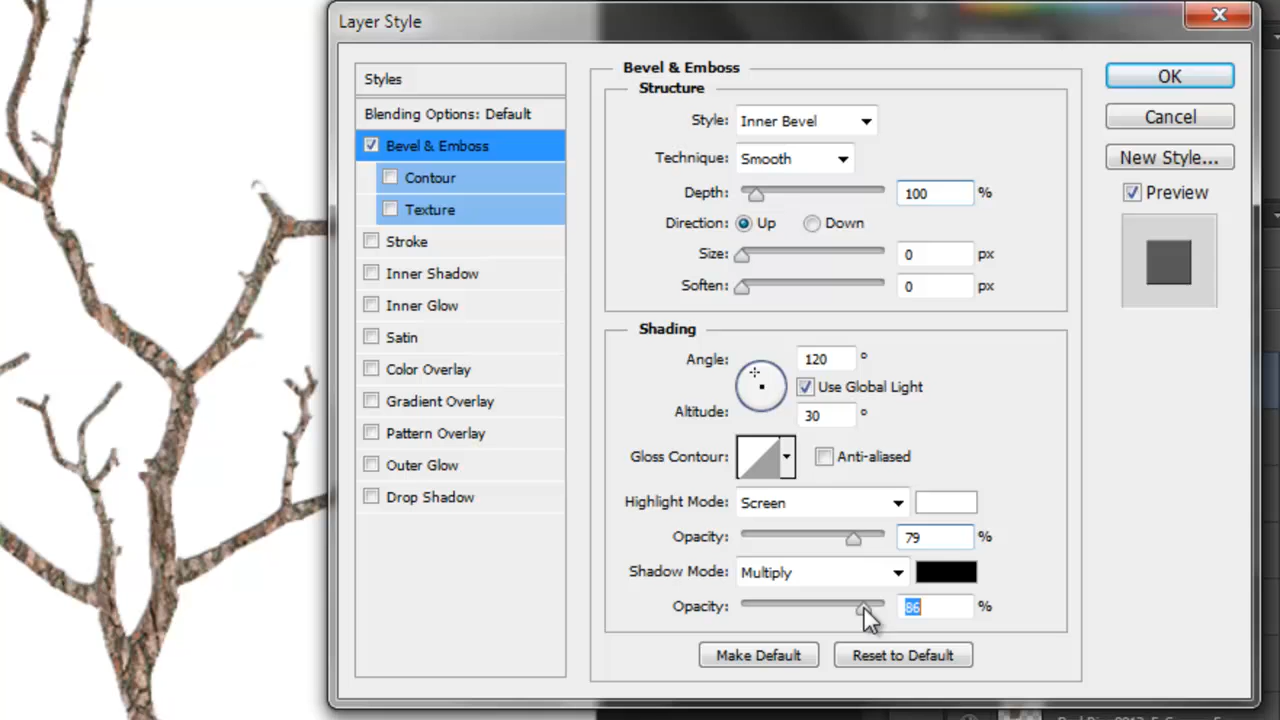 Layer Style
Styles
Blending Options: Default
Bevel & Emboss
Contour
Texture
Stroke
Inner Shadow
Inner Glow
Satin
Color Overlay
Gradient Overlay
Pattern Overlay
Outer Glow
Drop Shadow
Bevel & Emboss
Structure
Style: Inner Bevel
Technique: Smooth
Depth: 100 %
Direction: Up Down
Size: 0 px
Soften: 0 px
Shading
Angle: 120 °
Use Global Light
Altitude: 30 °
Gloss Contour: Anti-aliased
Highlight Mode: Screen
Opacity: 79 %
Shadow Mode: Multiply
Opacity: 86 %
Make Default Reset to Default
OK
Cancel
New Style...
Preview